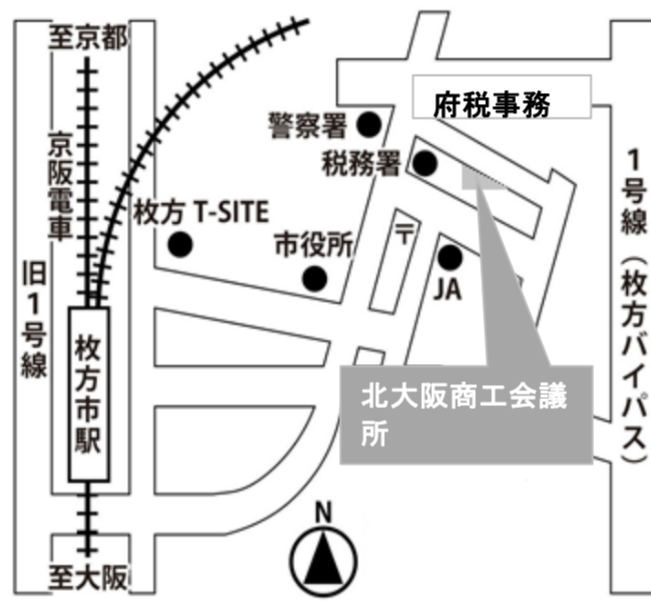 至京都
京阪電車
旧1号線
枚方市駅
至大阪
枚方 T-SITE
市役所
警察署
税務署
府税事務
〒
JA
北大阪商工会議
所
1号線（枚方バイパス）
N